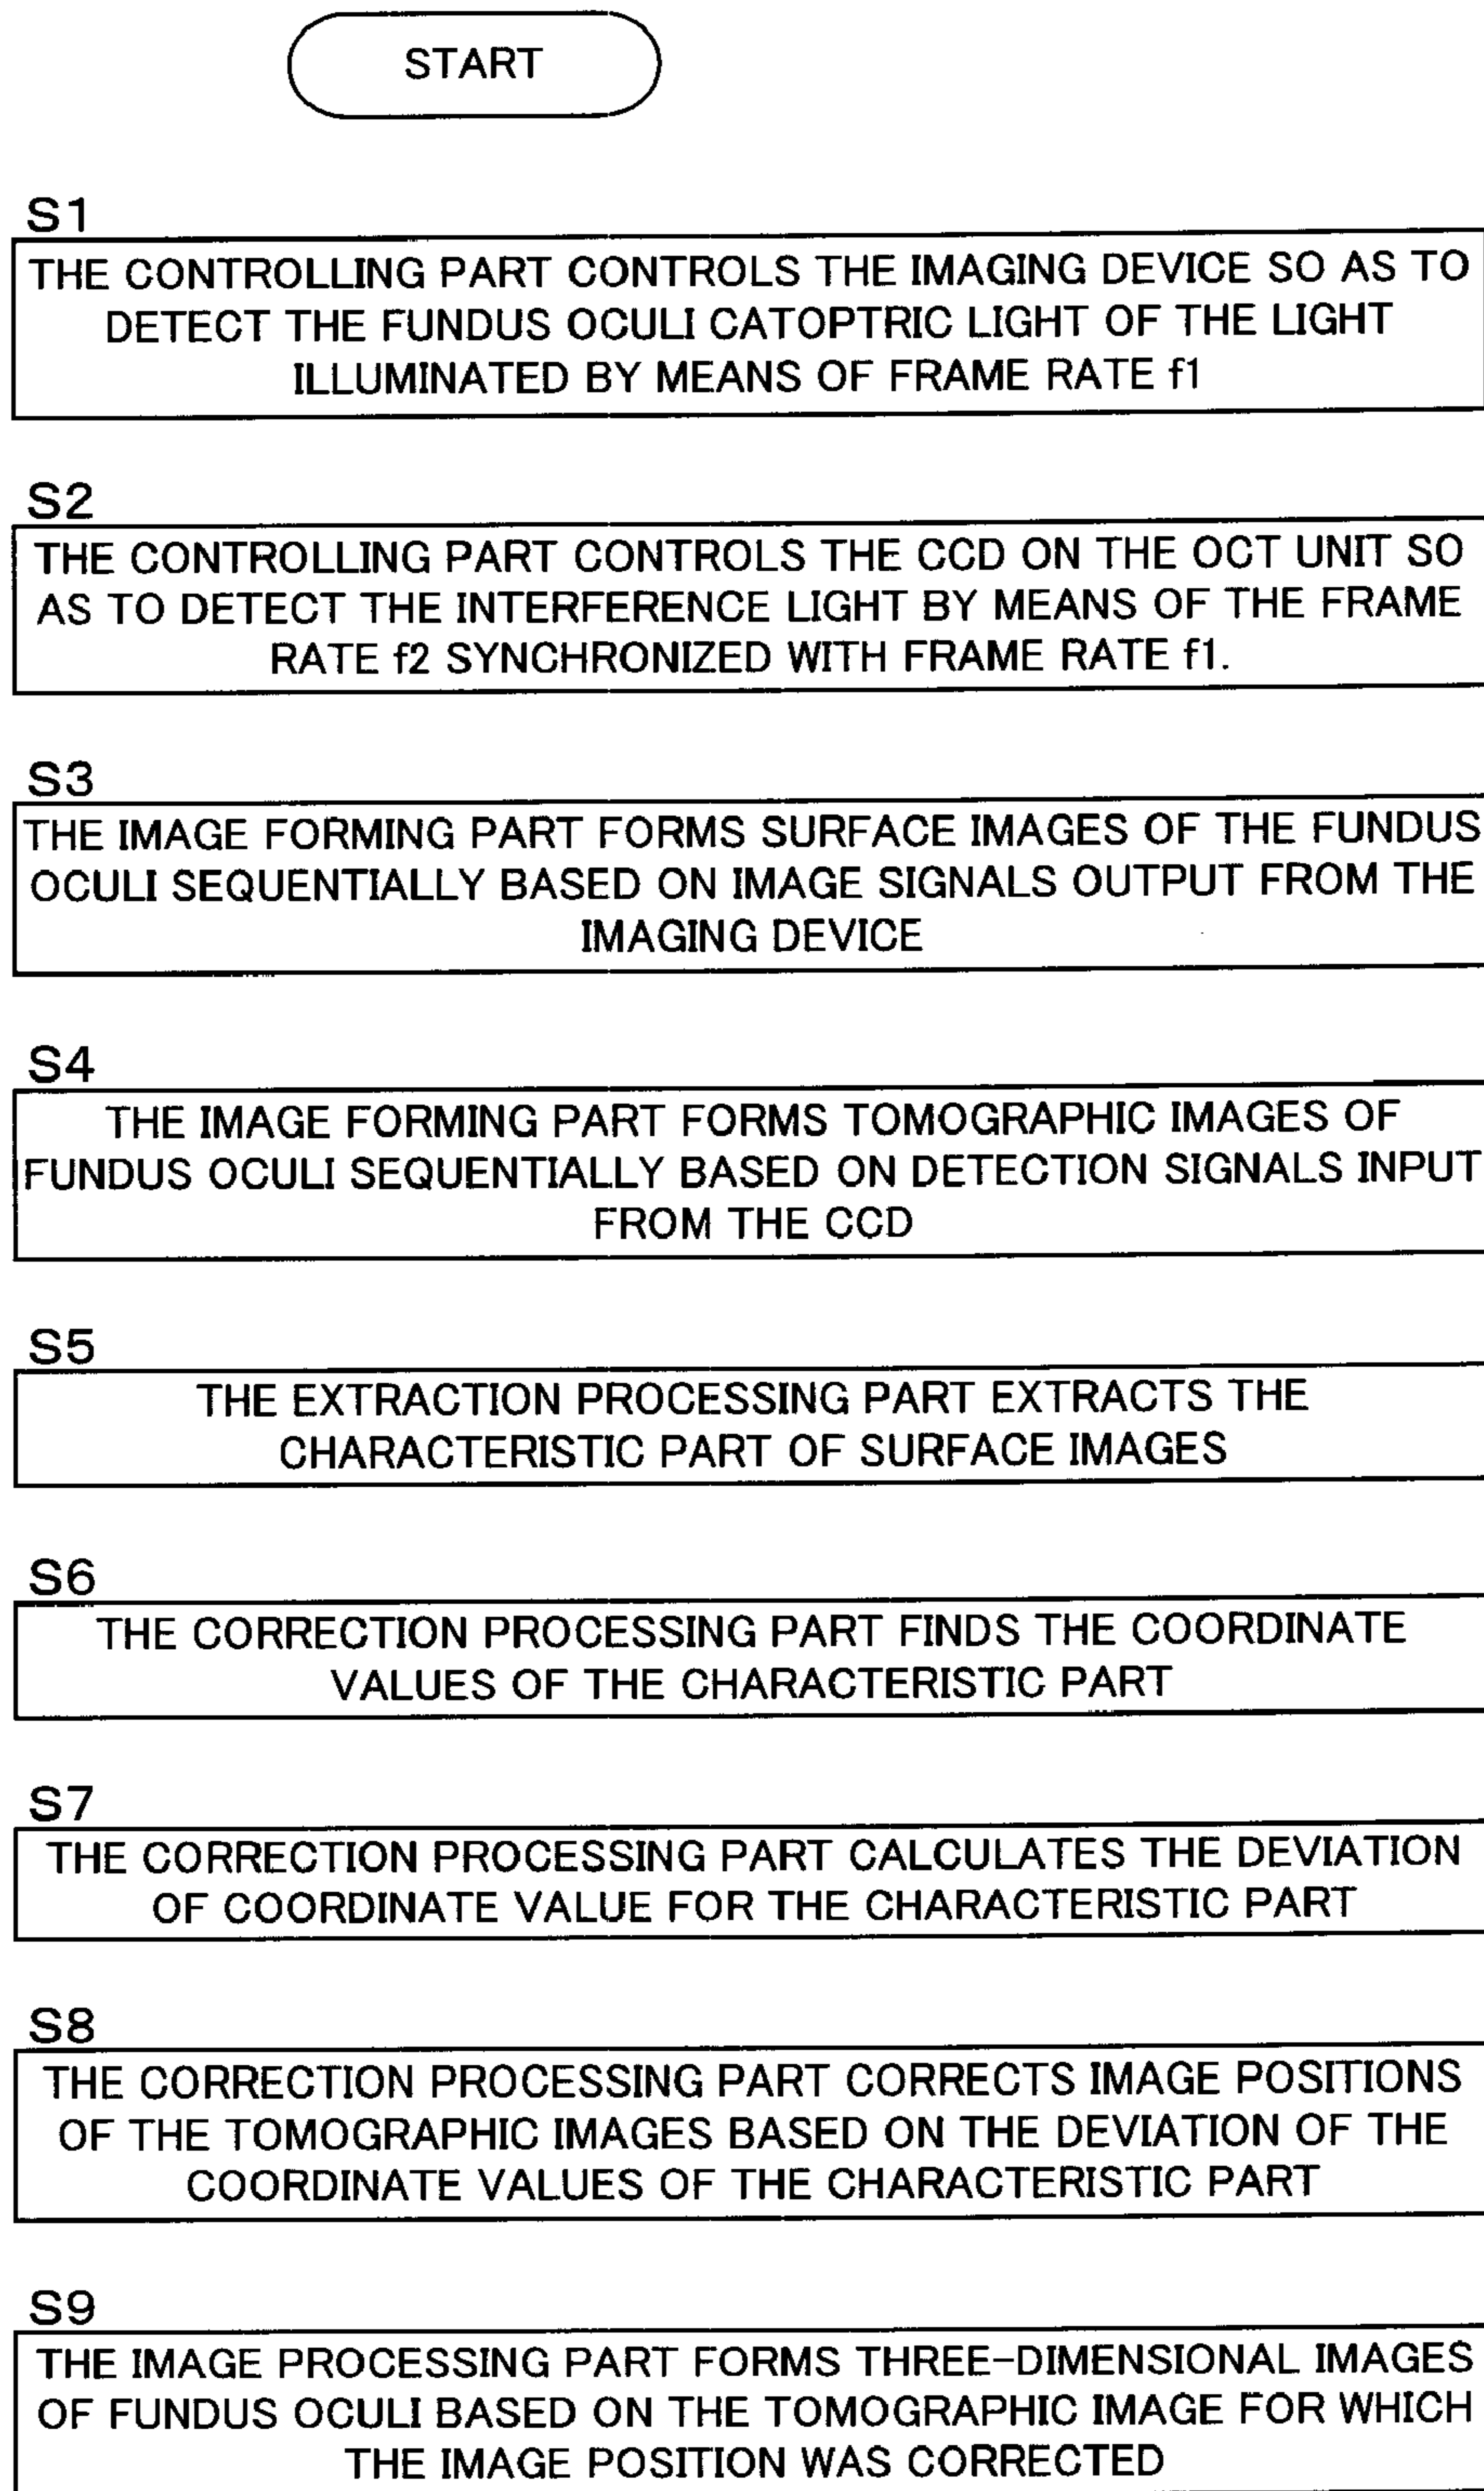 START
S1
THE CONTROLLING PART CONTROLS THE IMAGING DEVICE SO AS TO
DETECT THE FUNDUS OCULI CATOPTRIC LIGHT OF THE LIGHT
ILLUMINATED BY MEANS OF FRAME RATE f1
S2
THE CONTROLLING PART CONTROLS THE CCD ON THE OCT UNIT SO
AS TO DETECT THE INTERFERENCE LIGHT BY MEANS OF THE FRAME
RATE f2 SYNCHRONIZED WITH FRAME RATE f1.
S3
THE IMAGE FORMING PART FORMS SURFACE IMAGES OF THE FUNDUS
OCULI SEQUENTIALLY BASED ON IMAGE SIGNALS OUTPUT FROM THE
IMAGING DEVICE
S4
THE IMAGE FORMING PART FORMS TOMOGRAPHIC IMAGES OF
FUNDUS OCULI SEQUENTIALLY BASED ON DETECTION SIGNALS INPUT
FROM THE CCD
S5
THE EXTRACTION PROCESSING PART EXTRACTS THE
CHARACTERISTIC PART OF SURFACE IMAGES
S6
THE CORRECTION PROCESSING PART FINDS THE COORDINATE
VALUES OF THE CHARACTERISTIC PART
S7
THE CORRECTION PROCESSING PART CALCULATES THE DEVIATION
OF COORDINATE VALUE FOR THE CHARACTERISTIC PART
S8
THE CORRECTION PROCESSING PART CORRECTS IMAGE POSITIONS
OF THE TOMOGRAPHIC IMAGES BASED ON THE DEVIATION OF THE
COORDINATE VALUES OF THE CHARACTERISTIC PART
S9
THE IMAGE PROCESSING PART FORMS THREE-DIMENSIONAL IMAGES
OF FUNDUS OCULI BASED ON THE TOMOGRAPHIC IMAGE FOR WHICH
THE IMAGE POSITION WAS CORRECTED